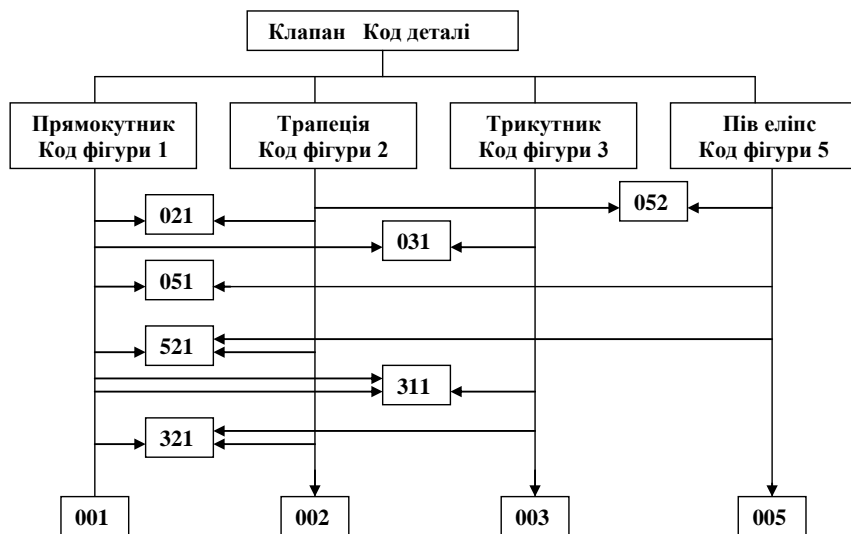 Клапан Код деталі
Прямокутник
Код фігури 1
Трапеція
Код фігури 2
Трикутник
Код фігури 3
Пів еліпс
Код фігури 5
021
052
031
051
521
311
321
001
002
003
005